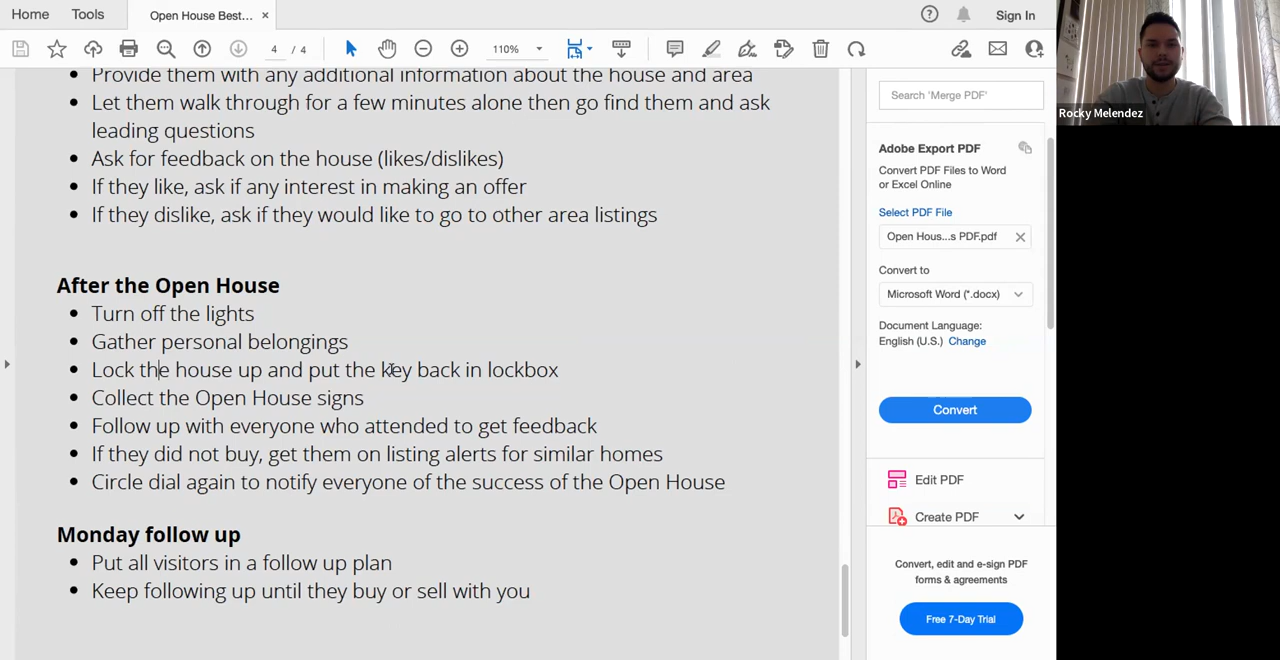 Home
Tools
Open House Best...
Sign In
4 / 4
110%
Rocky Melendez
Provide them with any additional information about the house and area
Let them walk through for a few minutes alone then go find them and ask
leading questions
Ask for feedback on the house (likes/dislikes)
If they like, ask if any interest in making an offer
If they dislike, ask if they would like to go to other area listings
After the Open House
Turn off the lights
Gather personal belongings
Lock the house up and put the key back in lockbox
Collect the Open House signs
Follow up with everyone who attended to get feedback
If they did not buy, get them on listing alerts for similar homes
Circle dial again to notify everyone of the success of the Open House
Monday follow up
Put all visitors in a follow up plan
Keep following up until they buy or sell with you
Search 'Merge PDF'
Adobe Export PDF
Convert PDF Files to Word
or Excel Online
Select PDF File
Open Hous...s PDF.pdf
Convert to
Microsoft Word (*.docx)
Document Language:
English (U.S.) Change
Convert
Edit PDF
Create PDF
Convert, edit and e-sign PDF
forms & agreements
Free 7-Day Trial